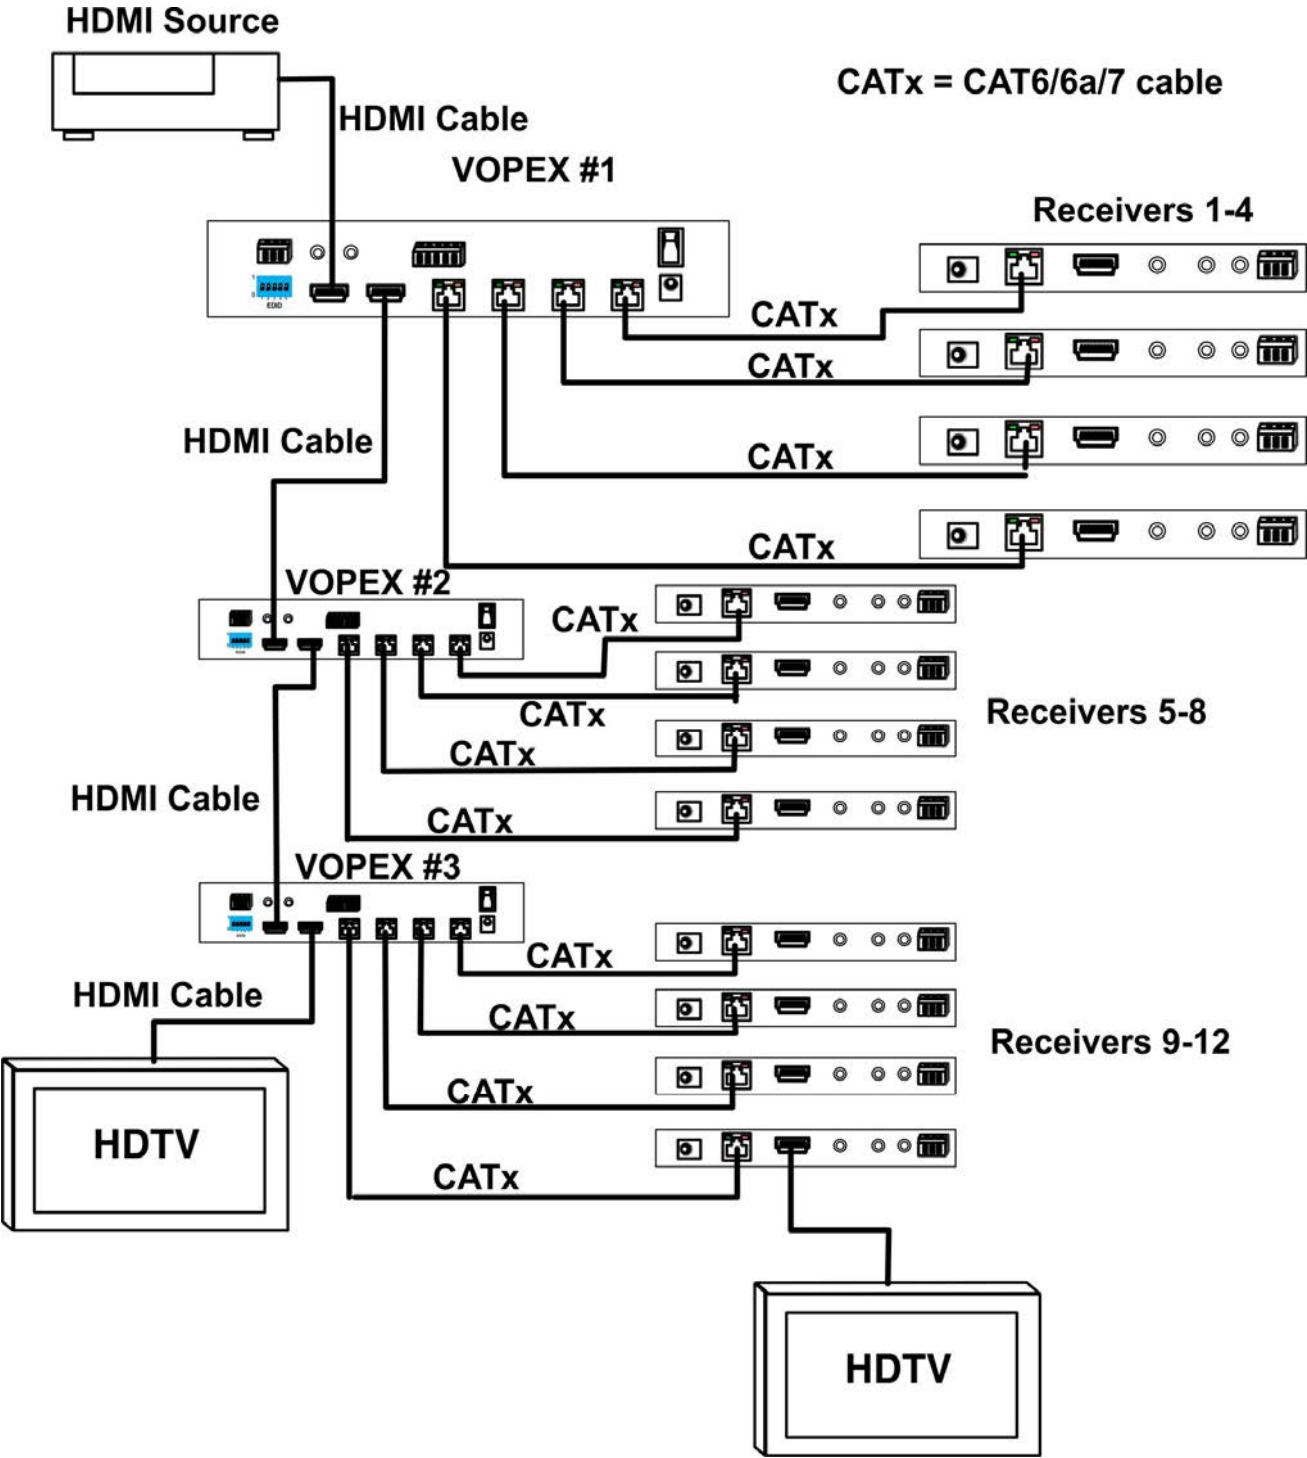 HDMI Source
CATx = CAT6/6a/7 cable
HDMI Cable
VOPEX #1
Receivers 1-4
EDID
CATx
CATx
HDMI Cable
CATx
CATx
VOPEX #2
CATx
Receivers 5-8
CATx
CATx
HDMI Cable
CATx
VOPEX #3
CATx
HDMI Cable
CATx
Receivers 9-12
CATx
HDTV
CATx
HDTV